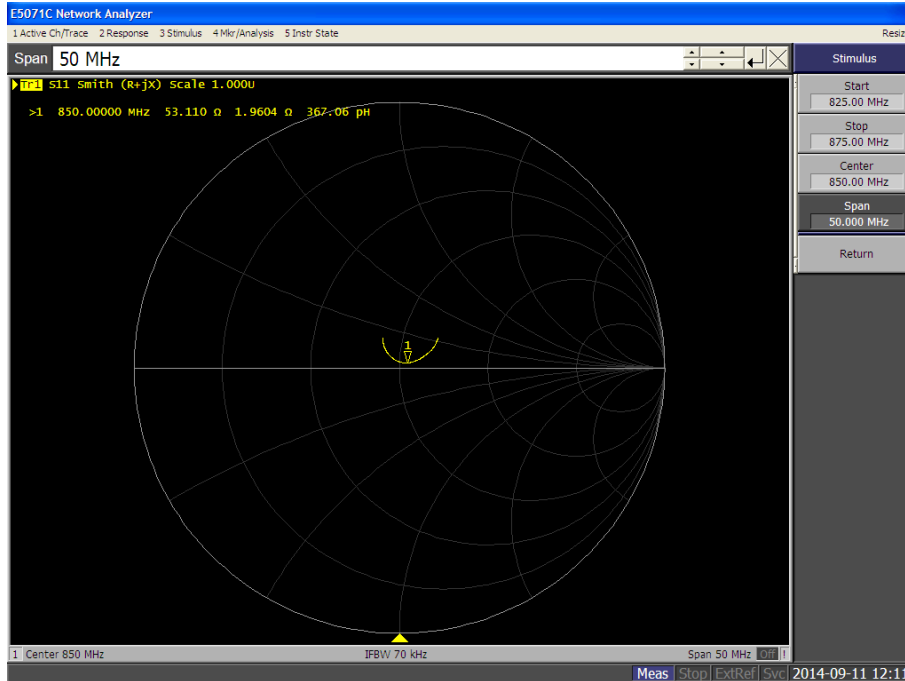 E5071C Network Analyzer
1 Active Ch/Trace 2 Response 3 Stimulus 4 Mkr/Analysis 5 Instr State Resiz
Span 50 MHz
Stimulus
Tr1 S11 Smith (R+jX) Scale 1.000U
>1 850.00000 MHz 53.110 Ω 1.9604 Ω 367.06 pH
Start
825.00 MHz
Stop
875.00 MHz
Center
850.00 MHz
Span
50.000 MHz
Return
1
1 Center 850 MHz IFBW 70 kHz Span 50 MHz Off !
Meas Stop ExtRef Svc 2014-09-11 12:11